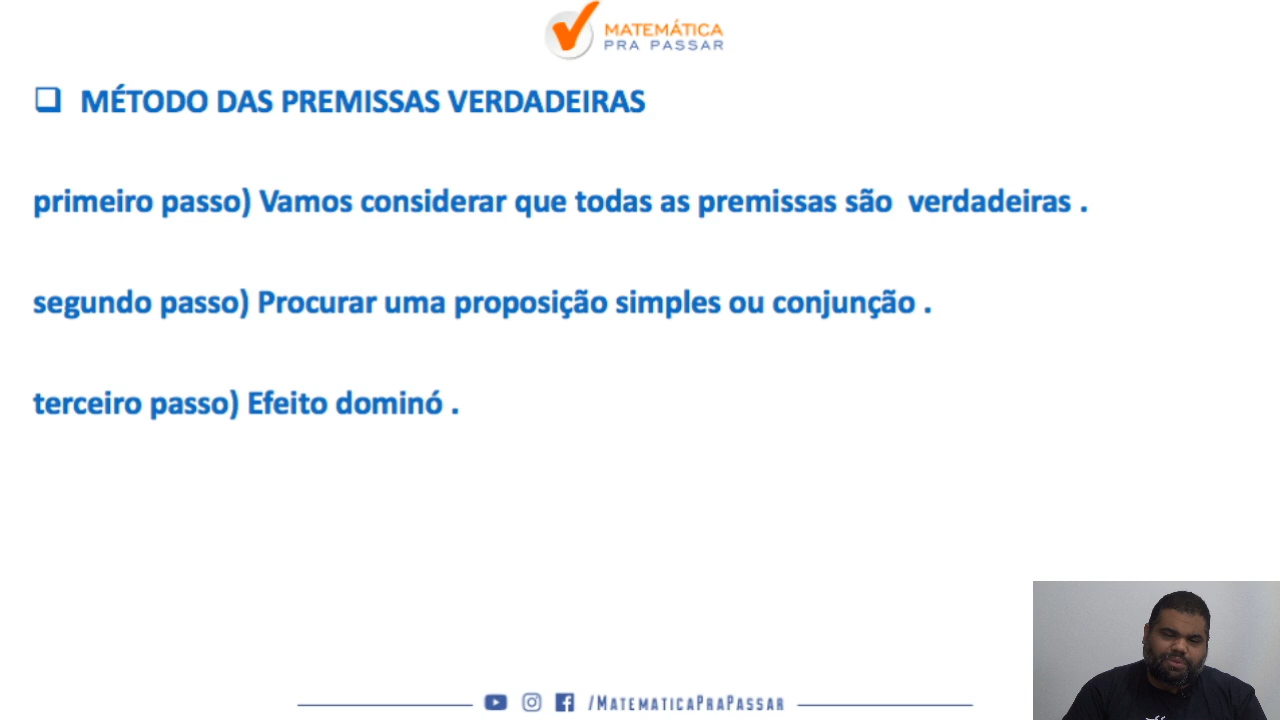 MATEMÁTICA
PRA PASSAR
MÉTODO DAS PREMISSAS VERDADEIRAS
primeiro passo) Vamos considerar que todas as premissas são verdadeiras .
segundo passo) Procurar uma proposição simples ou conjunção .
terceiro passo) Efeito dominó .
/MATEMATICAPRAPASSAR